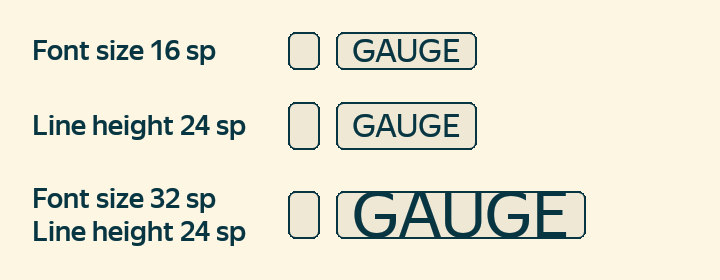 Font size 16 sp
GAUGE
Line height 24 sp
GAUGE
Font size 32 sp
Line height 24 sp
GAUGE